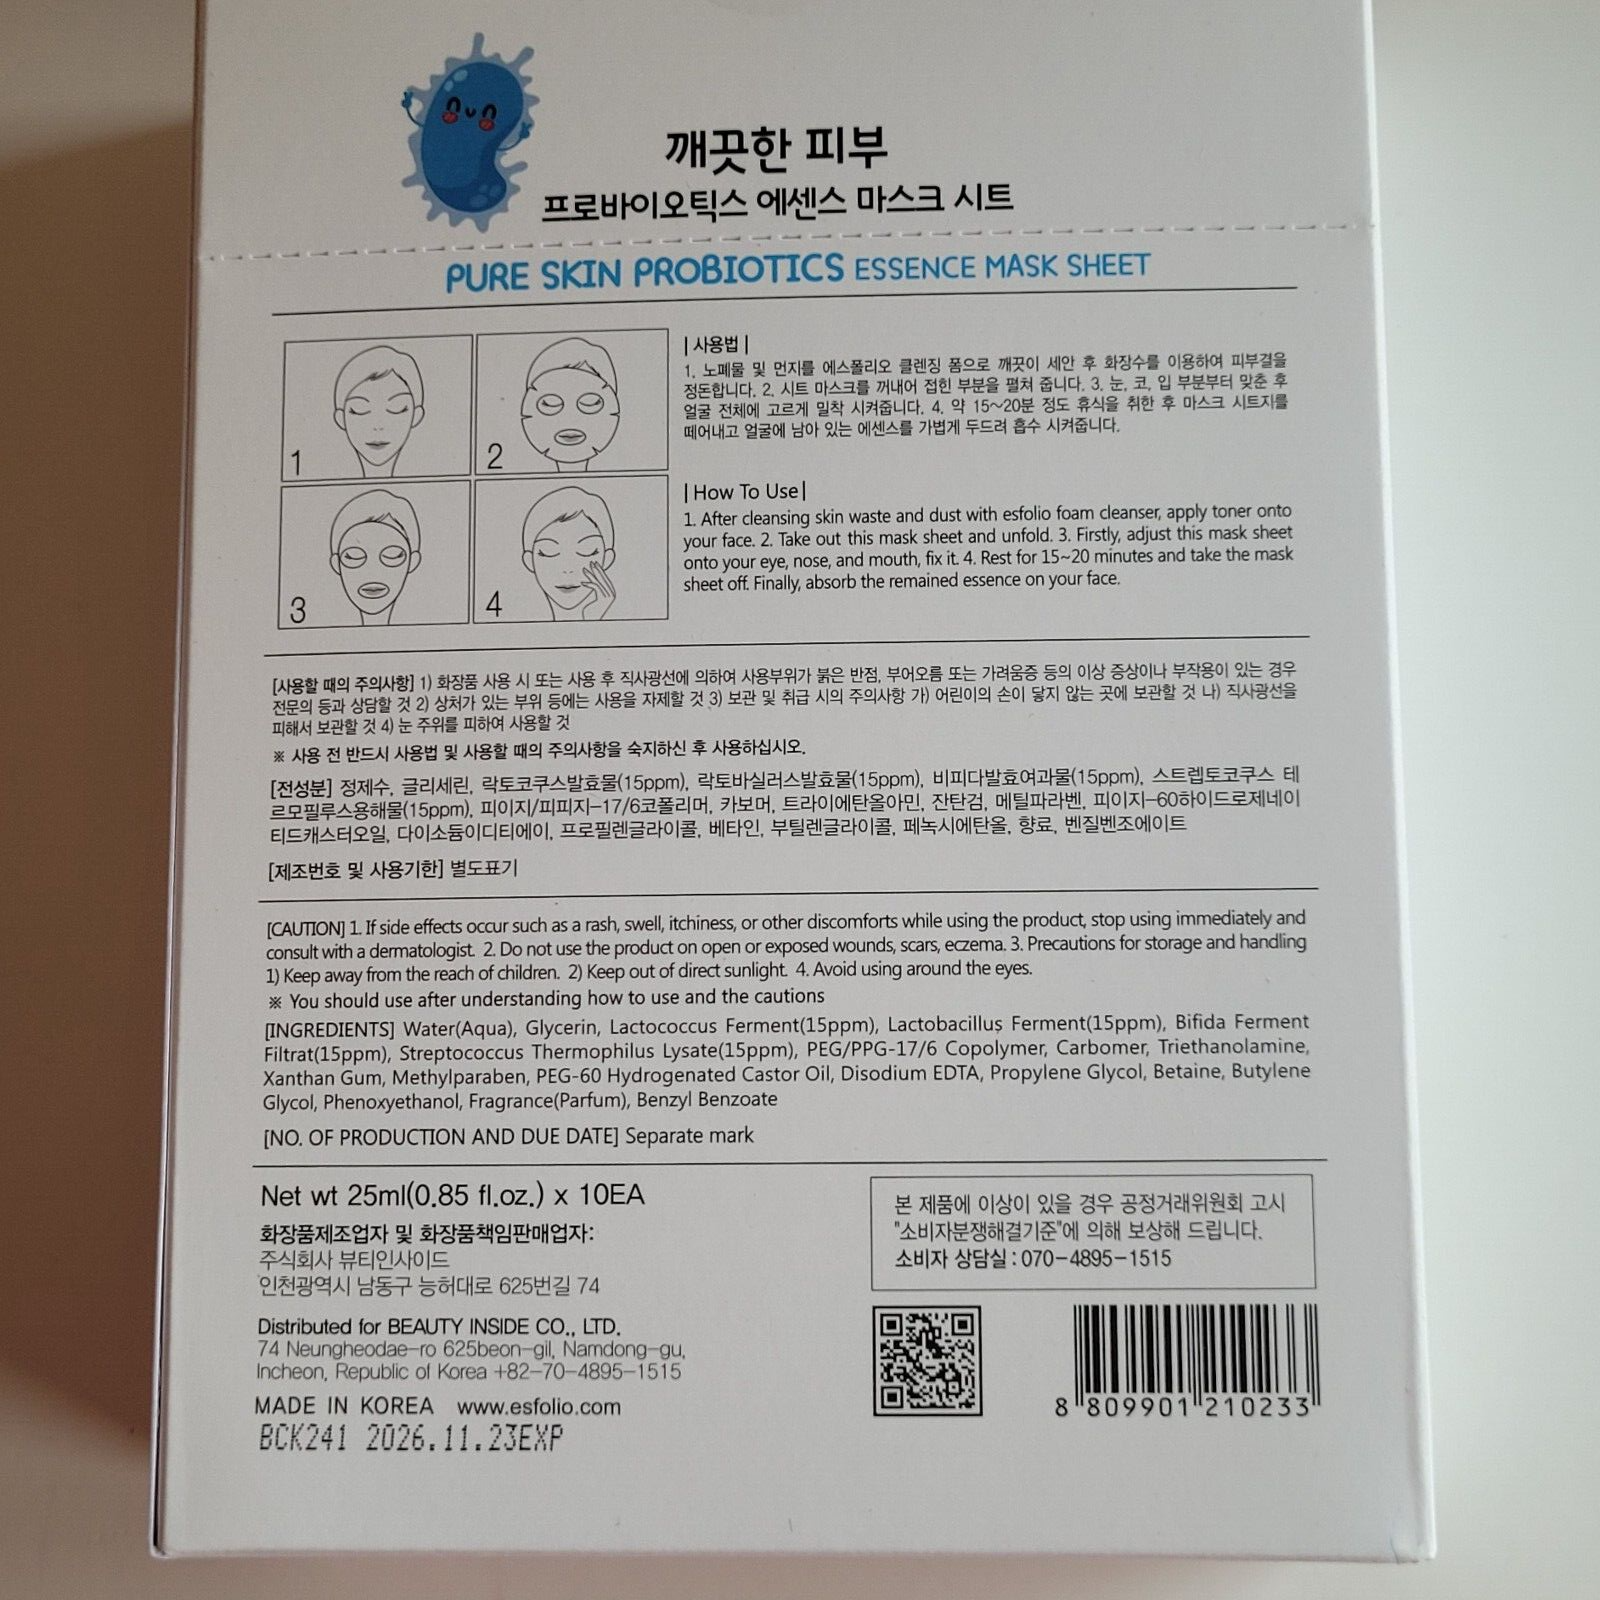 깨끗한 피부
프로바이오틱스 에센스 마스크 시트
PURE SKIN PROBIOTICS ESSENCE MASK SHEET
1
2
3
4
| 사용법 |
1. 노폐물 및 먼지를 에스폴리오 클렌징 폼으로 깨끗이 세안 후 화장수를 이용하여 피부결을
정돈합니다. 2. 시트 마스크를 꺼내어 접힌 부분을 펼쳐 줍니다. 3. 눈, 코, 입 부분부터 맞춘 후
얼굴 전체에 고르게 밀착 시켜줍니다. 4. 약 15~20분 정도 휴식을 취한 후 마스크 시트지를
떼어내고 얼굴에 남아 있는 에센스를 가볍게 두드려 흡수 시켜줍니다.
| How To Use |
1. After cleansing skin waste and dust with esfolio foam cleanser, apply toner onto
your face. 2. Take out this mask sheet and unfold. 3. Firstly, adjust this mask sheet
onto your eye, nose, and mouth, fix it. 4. Rest for 15~20 minutes and take the mask
sheet off. Finally, absorb the remained essence on your face.
[사용할 때의 주의사항] 1) 화장품 사용 시 또는 사용 후 직사광선에 의하여 사용부위가 붉은 반점, 부어오름 또는 가려움증 등의 이상 증상이나 부작용이 있는 경우
전문의 등과 상담할 것 2) 상처가 있는 부위 등에는 사용을 자제할 것 3) 보관 및 취급 시의 주의사항 가) 어린이의 손이 닿지 않는 곳에 보관할 것 나) 직사광선을
피해서 보관할 것 4) 눈 주위를 피하여 사용할 것
※ 사용 전 반드시 사용법 및 사용할 때의 주의사항을 숙지하신 후 사용하십시오.
[전성분] 정제수, 글리세린, 락토코쿠스발효물(15ppm), 락토바실러스발효물(15ppm), 비피다발효여과물(15ppm), 스트렙토코쿠스 테
르모필루스용해물(15ppm), 피이지/피피지-17/6코폴리머, 카보머, 트라이에탄올아민, 잔탄검, 메틸파라벤, 피이지-60하이드로제네이
티드캐스터오일, 다이소듐이디티에이, 프로필렌글라이콜, 베타인, 부틸렌글라이콜, 페녹시에탄올, 향료, 벤질벤조에이트
[제조번호 및 사용기한] 별도표기
[CAUTION] 1. If side effects occur such as a rash, swell, itchiness, or other discomforts while using the product, stop using immediately and
consult with a dermatologist. 2. Do not use the product on open or exposed wounds, scars, eczema. 3. Precautions for storage and handling
1) Keep away from the reach of children. 2) Keep out of direct sunlight. 4. Avoid using around the eyes.
※ You should use after understanding how to use and the cautions
[INGREDIENTS] Water(Aqua), Glycerin, Lactococcus Ferment(15ppm), Lactobacillus Ferment(15ppm), Bifida Ferment
Filtrat(15ppm), Streptococcus Thermophilus Lysate(15ppm), PEG/PPG-17/6 Copolymer, Carbomer, Triethanolamine,
Xanthan Gum, Methylparaben, PEG-60 Hydrogenated Castor Oil, Disodium EDTA, Propylene Glycol, Betaine, Butylene
Glycol, Phenoxyethanol, Fragrance(Parfum), Benzyl Benzoate
[NO. OF PRODUCTION AND DUE DATE] Separate mark
Net wt 25ml(0.85 fl.oz.) x 10EA
화장품제조업자 및 화장품책임판매업자:
주식회사 뷰티인사이드
인천광역시 남동구 능허대로 625번길 74
Distributed for BEAUTY INSIDE CO., LTD.
74 Neungheodae-ro 625beon-gil, Namdong-gu,
Incheon, Republic of Korea +82-70-4895-1515
MADE IN KOREA www.esfolio.com
BCK241 2026.11.23EXP
본 제품에 이상이 있을 경우 공정거래위원회 고시
"소비자분쟁해결기준"에 의해 보상해 드립니다.
소비자 상담실 : 070-4895-1515
8 809901 210233